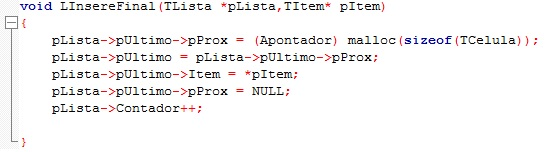 void LInsereFinal(TLista *pLista,TItem* pItem)
{
pLista->pUltimo->pProx = (Apontador) malloc(sizeof(TCelula));
pLista->pUltimo = pLista->pUltimo->pProx;
pLista->pUltimo->Item = *pItem;
pLista->pUltimo->pProx = NULL;
pLista->Contador++;
}